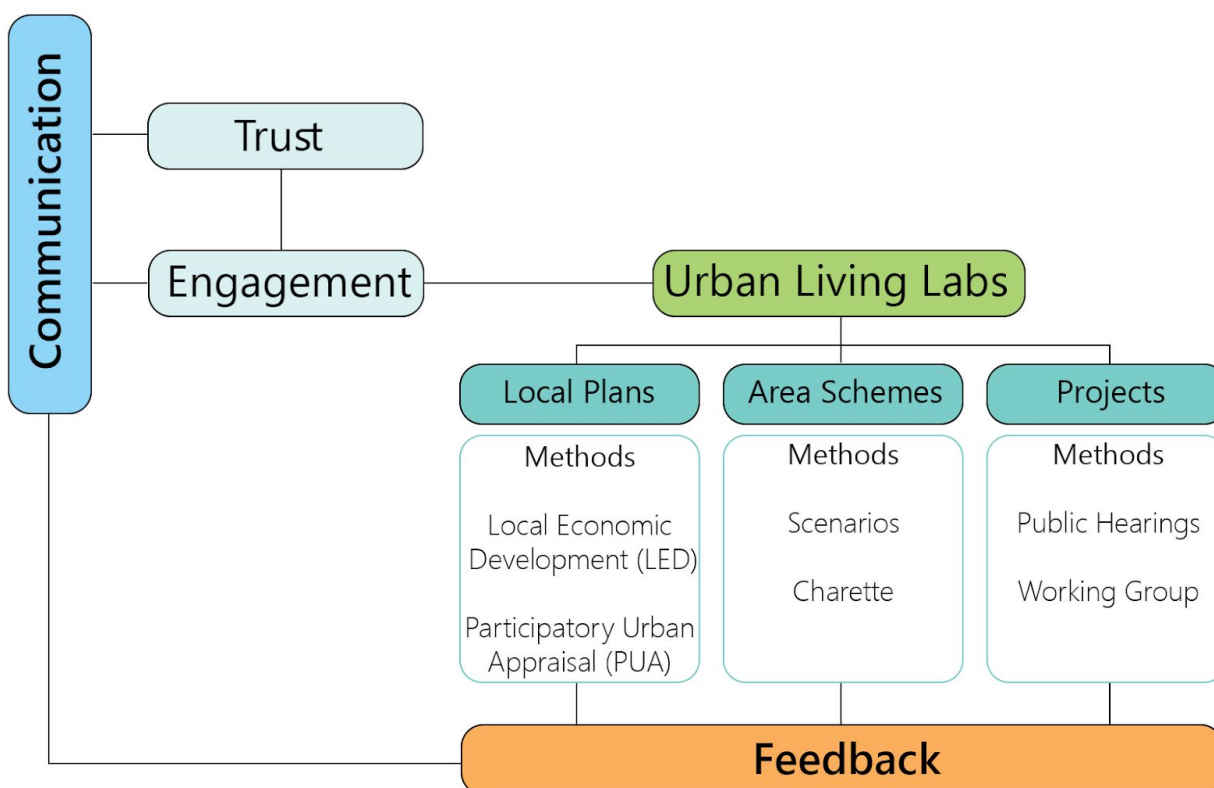 Communication
Trust
Engagement
Urban Living Labs
Local Plans
Area Schemes
Projects
Methods
Local Economic
Development (LED)
Participatory Urban
Appraisal (PUA)
Methods
Scenarios
Charette
Methods
Public Hearings
Working Group
Feedback